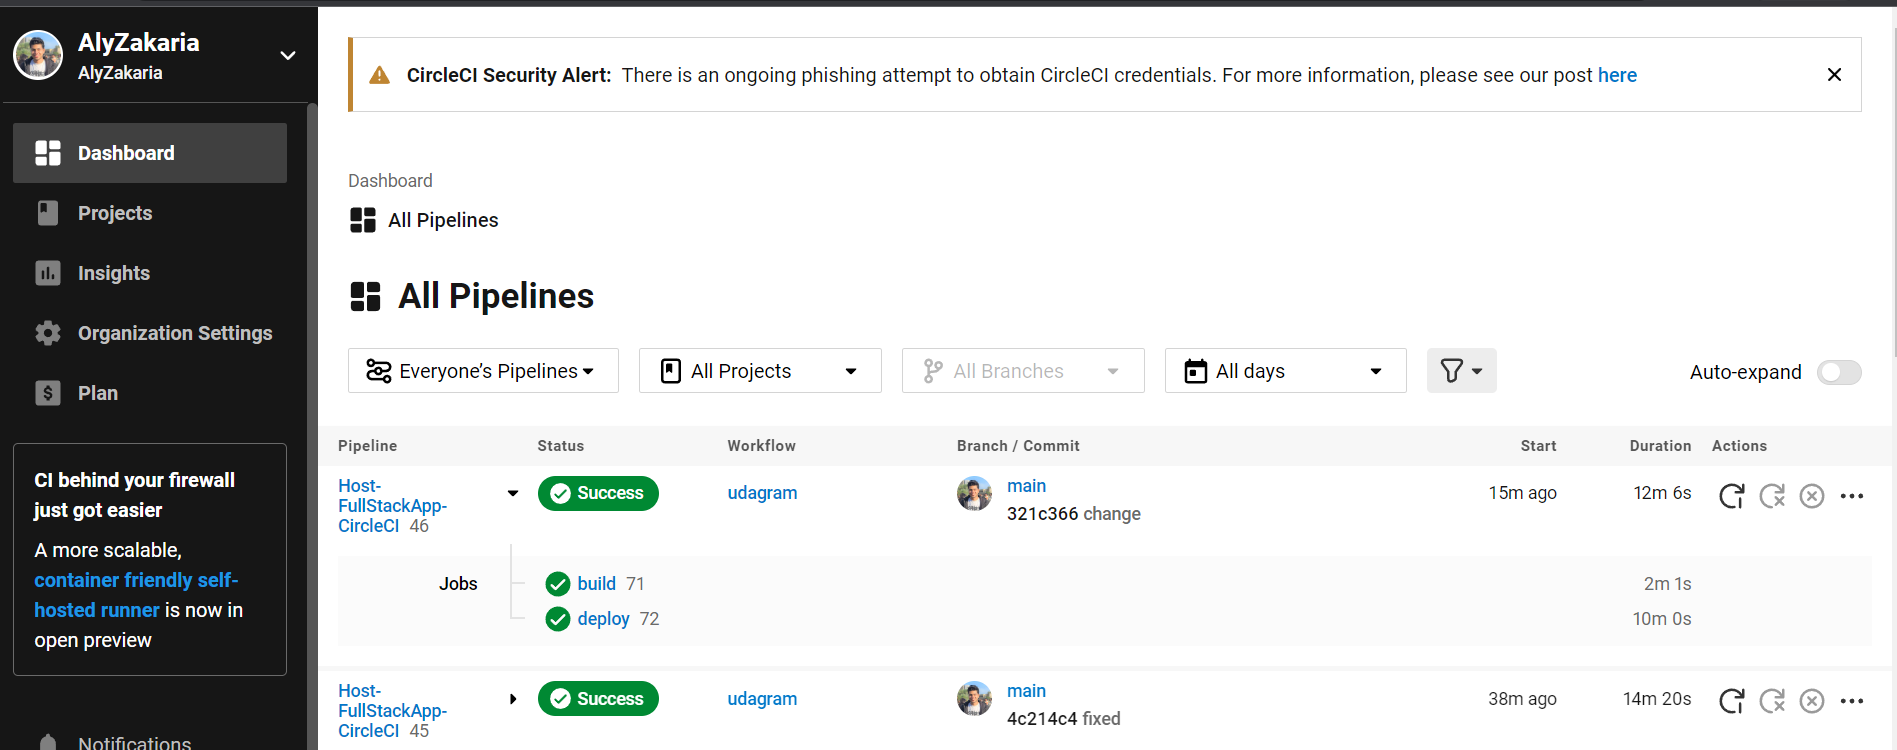 AlyZakaria
AlyZakaria
Dashboard
Projects
Insights
Organization Settings
Plan
CI behind your firewall
just got easier
A more scalable,
container friendly self-
hosted runner is now in
open preview
Notifications
CircleCI Security Alert: There is an ongoing phishing attempt to obtain CircleCI credentials. For more information, please see our post here
Dashboard
All Pipelines
All Pipelines
Everyone’s Pipelines
All Projects
All Branches
All days
Auto-expand
Pipeline Status Workflow Branch / Commit Start Duration Actions
Host-
FullStackApp-
CircleCI 46
Success
udagram
main
321c366 change
15m ago
12m 6s
Jobs
build 71
2m 1s
deploy 72
10m 0s
Host-
FullStackApp-
CircleCI 45
Success
udagram
main
4c214c4 fixed
38m ago
14m 20s